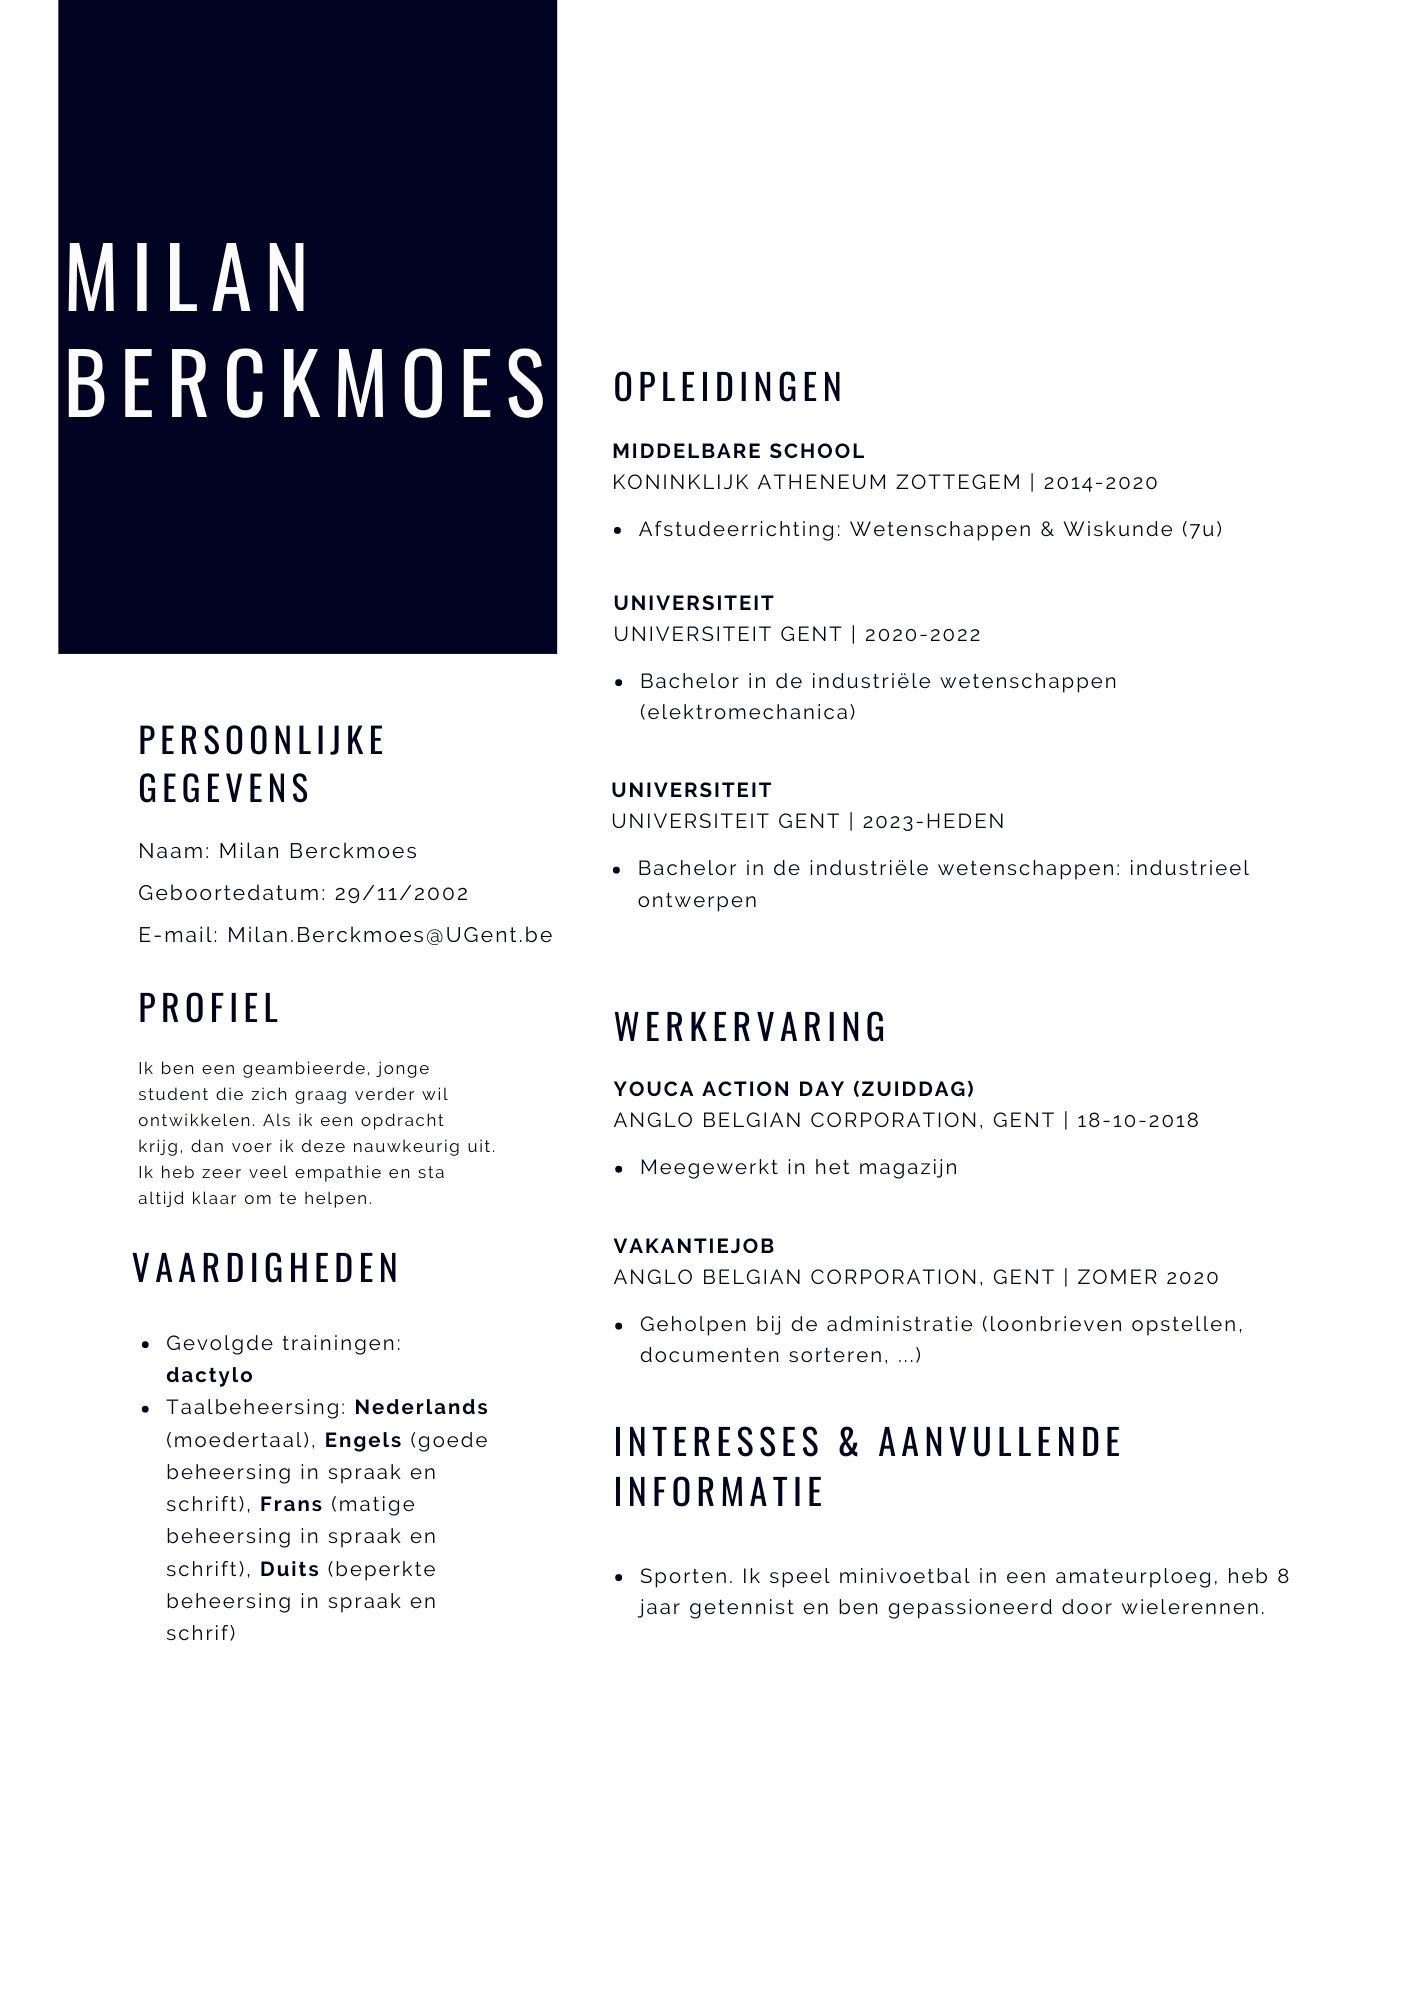 MILAN
BERCKMOES
PERSOONLIJKE
GEGEVENS
Naam: Milan Berckmoes
Geboortedatum: 29/11/2002
E-mail: Milan.Berckmoes@UGent.be
PROFIEL
Ik ben een geambieerde, jonge
student die zich graag verder wil
ontwikkelen. Als ik een opdracht
krijg, dan voer ik deze nauwkeurig uit.
Ik heb zeer veel empathie en sta
altijd klaar om te helpen.
VAARDIGHEDEN
• Gevolgde trainingen:
dactylo
• Taalbeheersing: Nederlands
(moedertaal), Engels (goede
beheersing in spraak en
schrift), Frans (matige
beheersing in spraak en
schrift), Duits (beperkte
beheersing in spraak en
schrif)
OPLEIDINGEN
MIDDELBARE SCHOOL
KONINKLIJK ATHENEUM ZOTTEGEM | 2014-2020
• Afstudeerrichting: Wetenschappen & Wiskunde (7u)
UNIVERSITEIT
UNIVERSITEIT GENT | 2020-2022
• Bachelor in de industriële wetenschappen
(elektromechanica)
UNIVERSITEIT
UNIVERSITEIT GENT | 2023-HEDEN
• Bachelor in de industriële wetenschappen: industrieel
ontwerpen
WERKERVARING
YOUCA ACTION DAY (ZUIDDAG)
ANGLO BELGIAN CORPORATION, GENT | 18-10-2018
• Meegewerkt in het magazijn
VAKANTIEJOB
ANGLO BELGIAN CORPORATION, GENT | ZOMER 2020
• Geholpen bij de administratie (loonbrieven opstellen,
documenten sorteren, ...)
INTERESSES & AANVULLENDE
INFORMATIE
• Sporten. Ik speel minivoetbal in een amateurploeg, heb 8
jaar getennist en ben gepassioneerd door wielerennen.